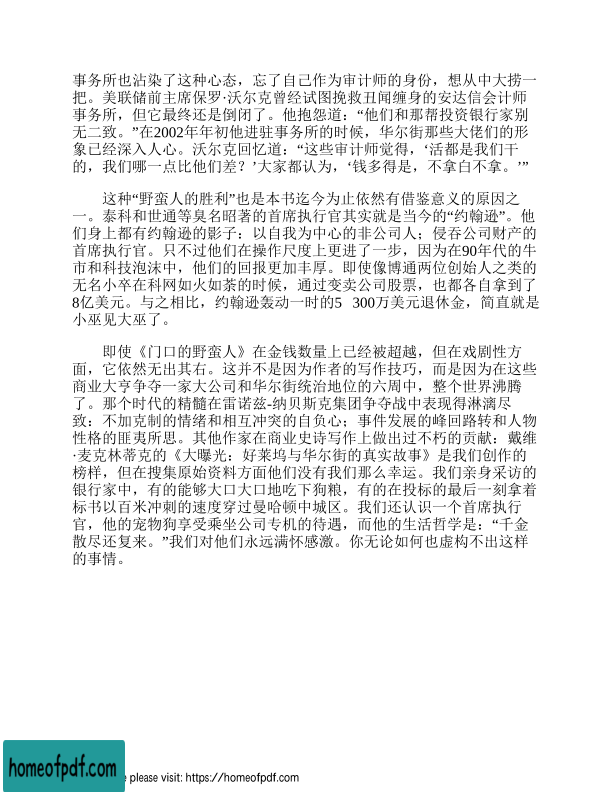 事务所也沾染了这种心态，忘了自己作为审计师的身份，想从中大捞一
把。美联储前主席保罗·沃尔克曾经试图挽救丑闻缠身的安达信会计师
事务所，但它最终还是倒闭了。他抱怨道：“他们和那帮投资银行家别
无二致。”在2002年年初他进驻事务所的时候，华尔街那些大佬们的形
象已经深入人心。沃尔克回忆道：“这些审计师觉得，‘活都是我们干
的，我们哪一点比他们差？’大家都认为，‘钱多得是，不拿白不拿。’”
这种“野蛮人的胜利”也是本书迄今为止依然有借鉴意义的原因之
一。泰科和世通等臭名昭著的首席执行官其实就是当今的“约翰逊”。他
们身上都有约翰逊的影子：以自我为中心的非公司人；侵吞公司财产的
首席执行官。只不过他们在操作尺度上更进了一步，因为在90年代的牛
市和科技泡沫中，他们的回报更加丰厚。即使像博通两位创始人之类的
无名小卒在科网如火如荼的时候，通过变卖公司股票，也都各自拿到了
8亿美元。与之相比，约翰逊轰动一时的5 300万美元退休金，简直就是
小巫见大巫了。
即使《门口的野蛮人》在金钱数量上已经被超越，但在戏剧性方
面，它依然无出其右。这并不是因为作者的写作技巧，而是因为在这些
商业大亨争夺一家大公司和华尔街统治地位的六周中，整个世界沸腾
了。那个时代的精髓在雷诺兹-纳贝斯克集团争夺战中表现得淋漓尽
致：不加克制的情绪和相互冲突的自负心；事件发展的峰回路转和人物
性格的匪夷所思。其他作家在商业史诗写作上做出过不朽的贡献：戴维
·麦克林蒂克的《大曝光：好莱坞与华尔街的真实故事》是我们创作的
榜样，但在搜集原始资料方面他们没有我们那么幸运。我们亲身采访的
银行家中，有的能够大口大口地吃下狗粮，有的在投标的最后一刻拿着
标书以百米冲刺的速度穿过曼哈顿中城区。我们还认识一个首席执行
官，他的宠物狗享受乘坐公司专机的待遇，而他的生活哲学是：“千金
散尽还复来。”我们对他们永远满怀感激。你无论如何也虚构不出这样
的事情。
homeofpdf.com
please visit: https://homeofpdf.com